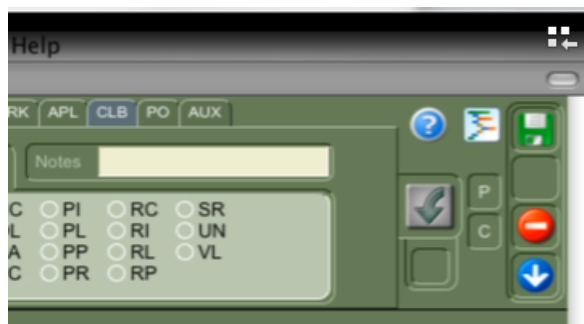 Help
RK APL CLB PO AUX
Notes
C PI RC SR
L PL RI UN
A PP RL VL
C PR RP
P
C